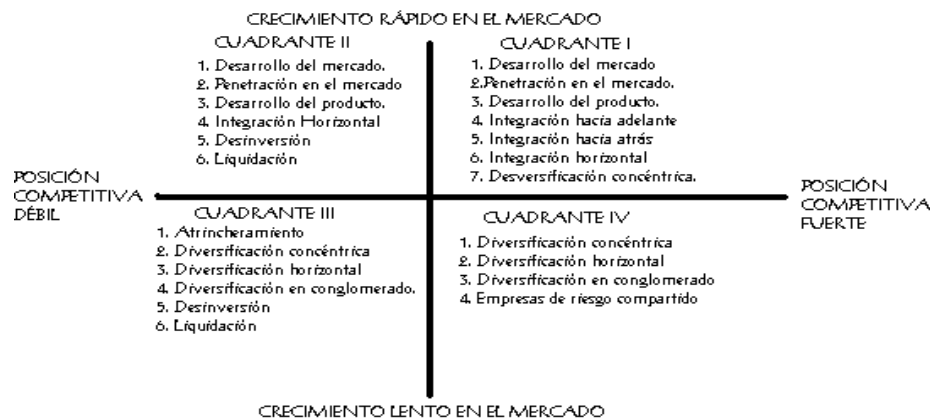 CRECIMIENTO RÁPIDO EN EL MERCADO
CUADRANTE II
1. Desarrollo del mercado.
2. Penetración en el mercado
3. Desarrollo del producto.
4. Integración Horizontal
5. Desinversión
6. Liquidación
CUADRANTE I
1. Desarrollo del mercado
2.Penetración en el mercado.
3. Desarrollo del producto.
4. Integración hacia adelante
5. Integración hacia atrás
6. Integración horizontal
7. Desversificación concéntrica.
POSICIÓN
COMPETITIVA
DÉBIL
POSICIÓN
COMPETITIVA
FUERTE
CUADRANTE III
1. Atrincheramiento
2. Diversificación concéntrica
3. Diversificación horizontal
4. Diversificación en conglomerado.
5. Desinversión
6. Liquidación
CUADRANTE IV
1. Diversificación concéntrica
2. Diversificación horizontal
3. Diversificación en conglomerado
4. Empresas de riesgo compartido
CRECIMIENTO LENTO EN EL MERCADO